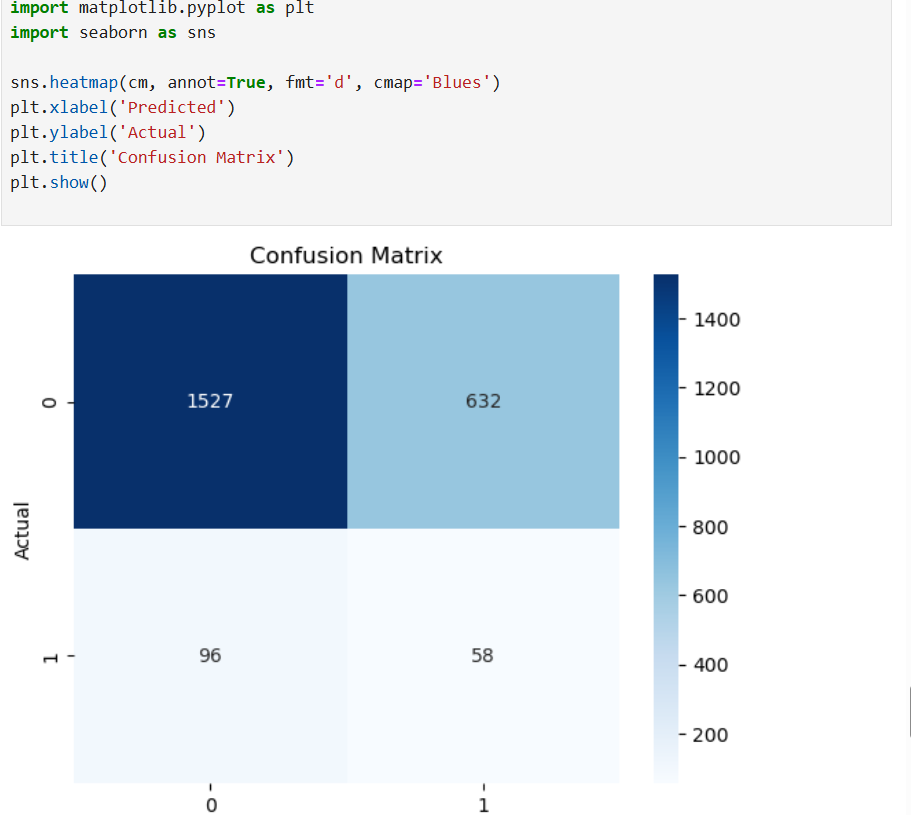 import matplotlib.pyplot as plt
import seaborn as sns
sns.heatmap(cm, annot=True, fmt='d', cmap='Blues')
plt.xlabel('Predicted')
plt.ylabel('Actual')
plt.title('Confusion Matrix')
plt.show()
Confusion Matrix
1400
1200
1000
800
600
400
200
0
1527
632
Actual
1
96
58
0
1